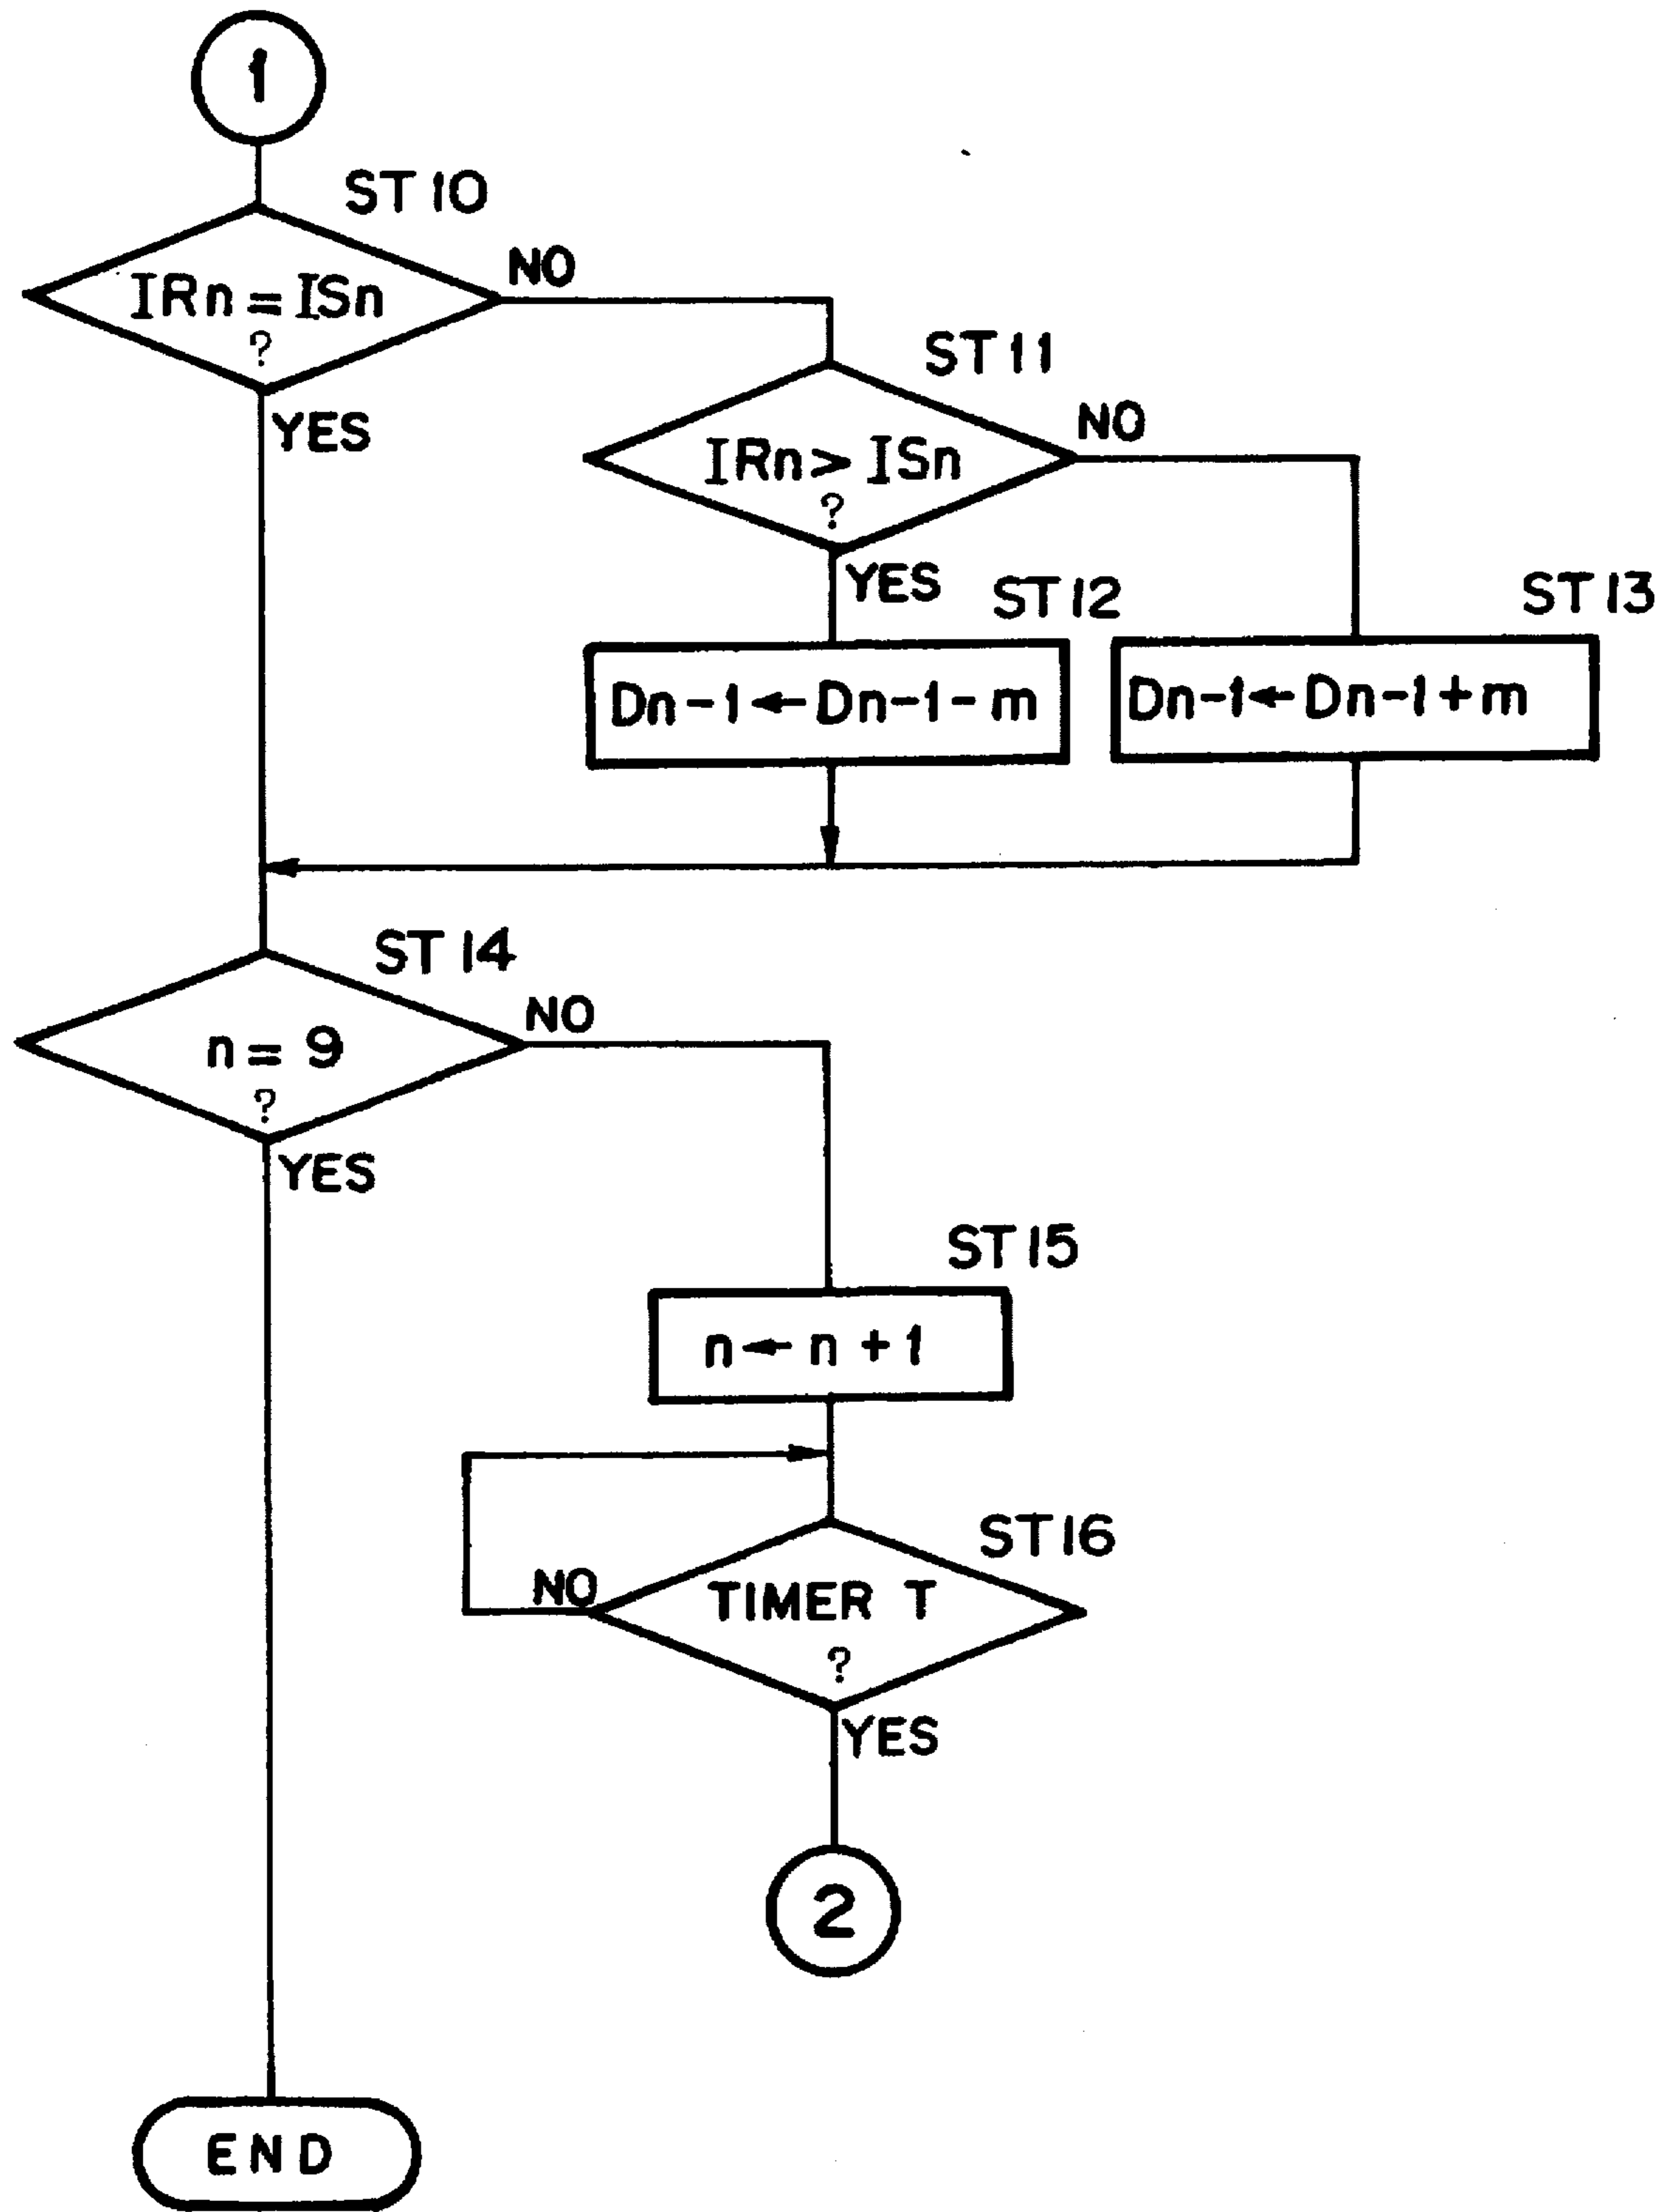 1
ST10
IRn = ISn
?
NO
YES
ST11
IRn > ISn
?
NO
YES
ST12
Dn-1 ← Dn-1 - m
ST13
Dn-1 ← Dn-1 + m
ST14
n = 9
?
NO
YES
ST15
n ← n + 1
ST16
TIMER T
?
NO
YES
2
END